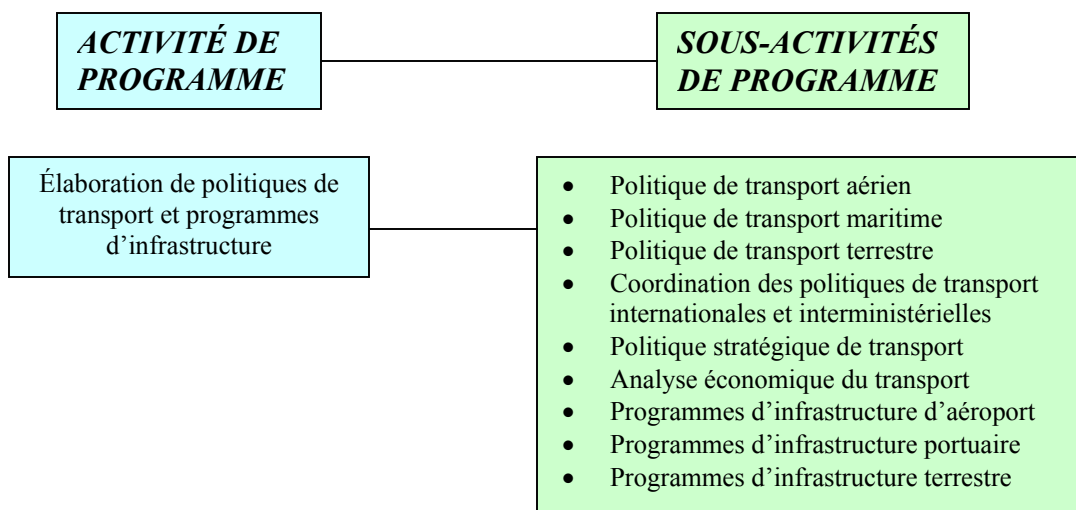 ACTIVITÉ DE
PROGRAMME
SOUS-ACTIVITÉS
DE PROGRAMME
Élaboration de politiques de
transport et programmes
d’infrastructure
• Politique de transport aérien
• Politique de transport maritime
• Politique de transport terrestre
• Coordination des politiques de transport
internationales et interministérielles
• Politique stratégique de transport
• Analyse économique du transport
• Programmes d’infrastructure d’aéroport
• Programmes d’infrastructure portuaire
• Programmes d’infrastructure terrestre